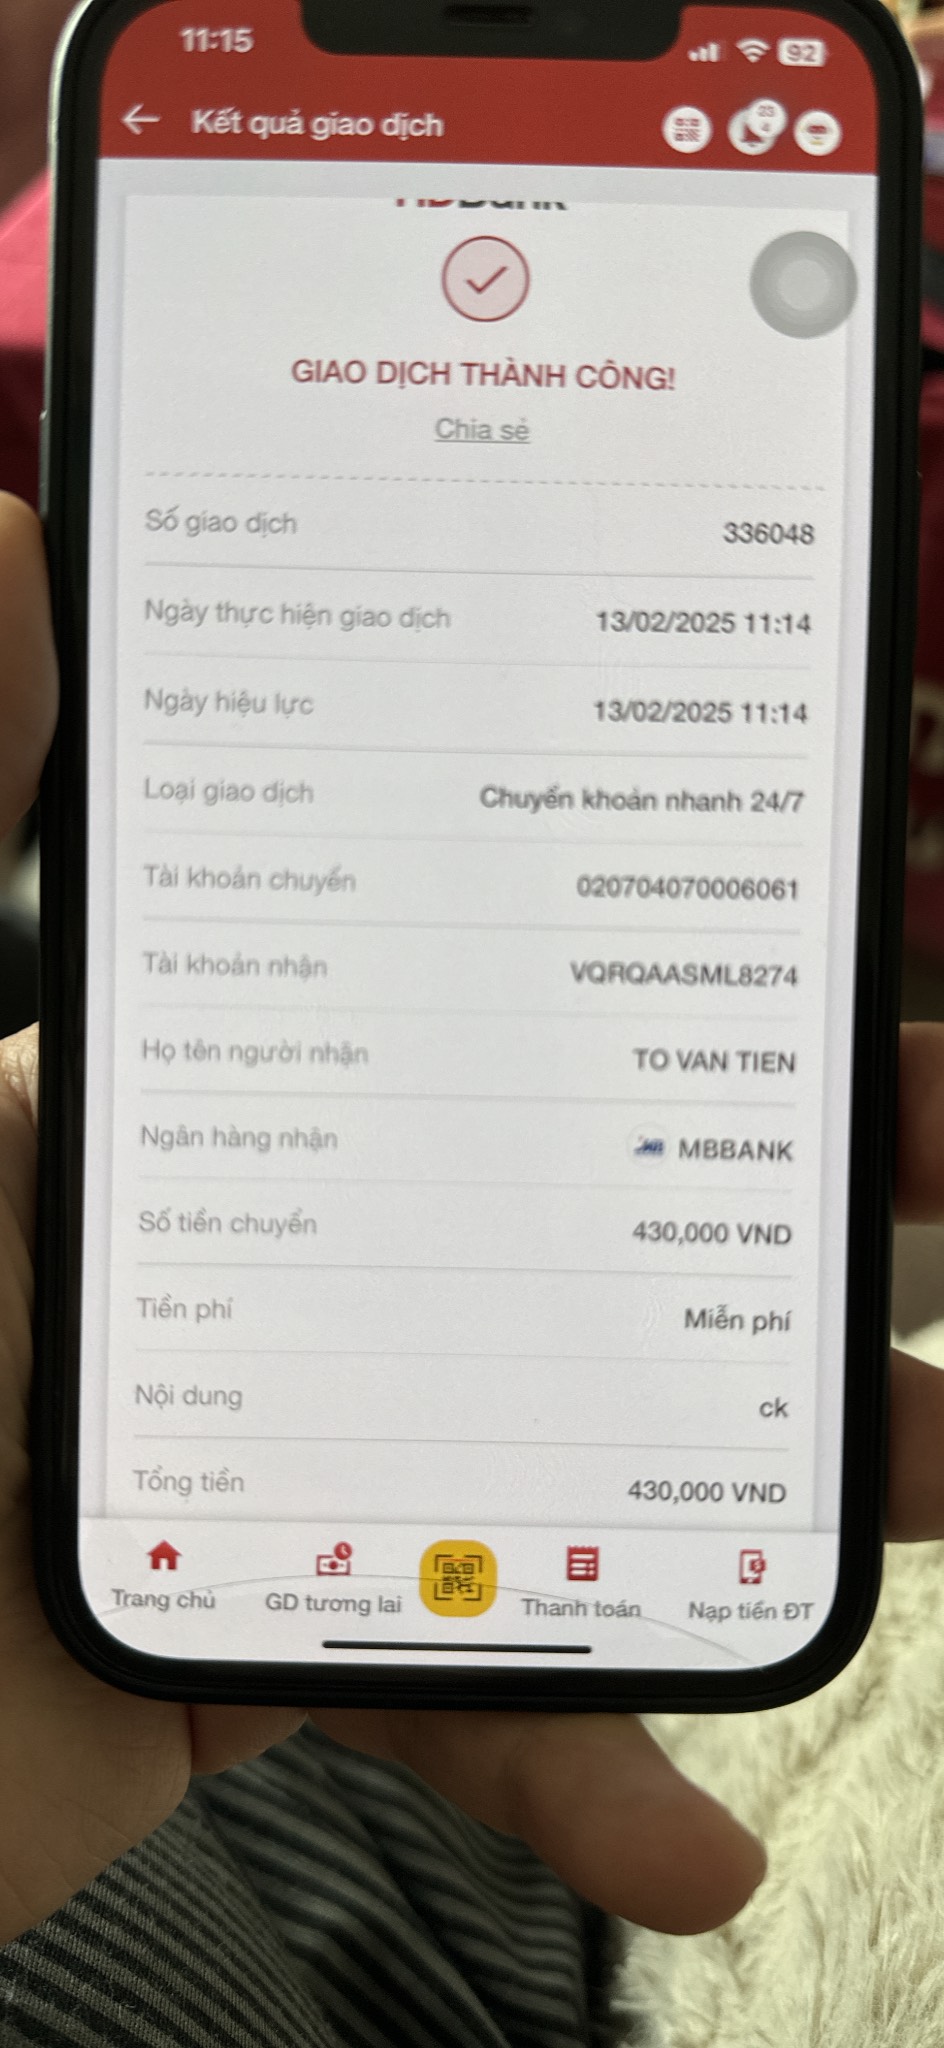 11:15
92
Kết quả giao dịch
HDBank
GIAO DỊCH THÀNH CÔNG!
Chia sẻ
Số giao dịch 336048
Ngày thực hiện giao dịch 13/02/2025 11:14
Ngày hiệu lực 13/02/2025 11:14
Loại giao dịch Chuyển khoản nhanh 24/7
Tài khoản chuyển 020704070006061
Tài khoản nhận VQRQAASML8274
Họ tên người nhận TO VAN TIEN
Ngân hàng nhận MBBANK
Số tiền chuyển 430,000 VND
Tiền phí Miễn phí
Nội dung ck
Tổng tiền 430,000 VND
Trang chủ GD tương lai Thanh toán Nạp tiền ĐT